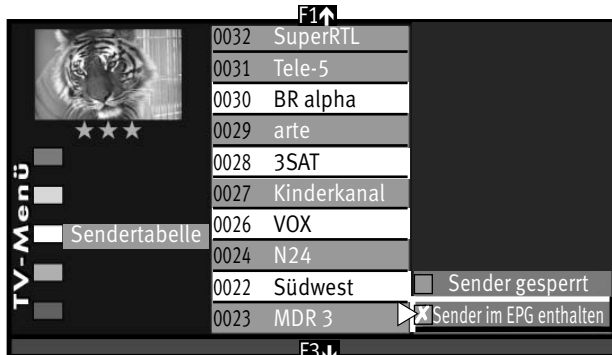 F1
0032 SuperRTL
0031 Tele-5
0030 BR alpha
0029 arte
0028 3SAT
0027 Kinderkanal
0026 VOX
0024 N24
0022 Südwest
0023 MDR 3
TV-Menü
Sendertabelle
Sender gesperrt
X Sender im EPG enthalten
F3